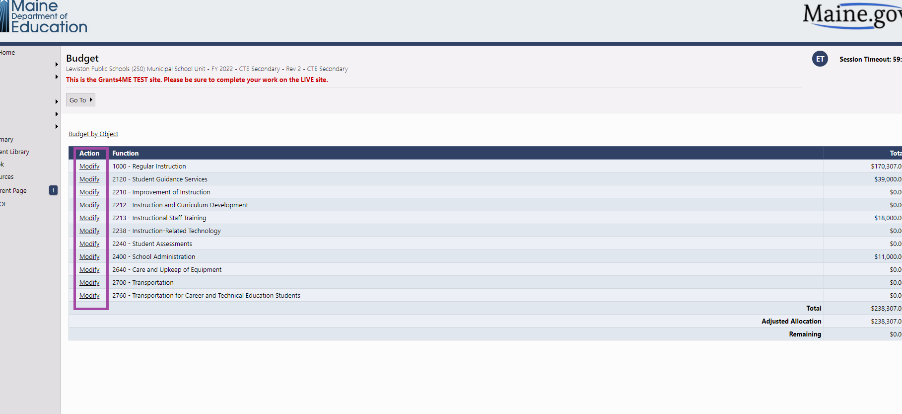 Maine
Department of
Education
Maine.gov
Home
Budget
Lewiston Public Schools (260) Municipal School Unit - FY 2022 - CTE Secondary - Rev 2 - CTE Secondary
This is the Grants4ME TEST site. Please be sure to complete your work on the LIVE site.
ET Session Timeout: 59:
Go To
mary
ent Library
ok
urces
rent Page 1
Budget by Object
Action Function Tota
Modify 1000 - Regular Instruction $170,307.0
Modify 2120 - Student Guidance Services $39,000.0
Modify 2210 - Improvement of Instruction $0.0
Modify 2212 - Instruction and Curriculum Development $0.0
Modify 2213 - Instructional Staff Training $18,000.0
Modify 2230 - Instruction-Related Technology $0.0
Modify 2240 - Student Assessments $0.0
Modify 2400 - School Administration $11,000.0
Modify 2640 - Care and Upkeep of Equipment $0.0
Modify 2700 - Transportation $0.0
Modify 2760 - Transportation for Career and Technical Education Students $0.0
Total $238,307.0
Adjusted Allocation $238,307.0
Remaining $0.0